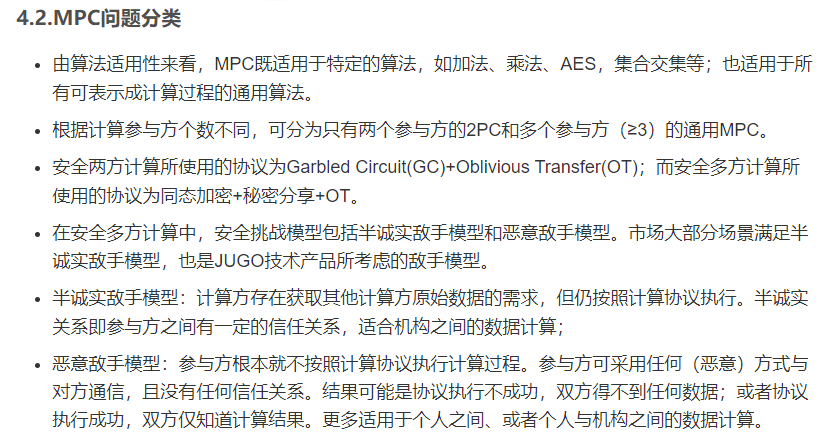 4.2.MPC问题分类
• 由算法适用性来看，MPC既适用于特定的算法，如加法、乘法、AES，集合交集等；也适用于所
有可表示成计算过程的通用算法。
• 根据计算参与方个数不同，可分为只有两个参与方的2PC和多个参与方（≥3）的通用MPC。
• 安全两方计算所使用的协议为Garbled Circuit(GC)+Oblivious Transfer(OT)；而安全多方计算所
使用的协议为同态加密+秘密分享+OT。
• 在安全多方计算中，安全挑战模型包括半诚实敌手模型和恶意敌手模型。市场大部分场景满足半
诚实敌手模型，也是JUGO技术产品所考虑的敌手模型。
• 半诚实敌手模型：计算方存在获取其他计算方原始数据的需求，但仍按照计算协议执行。半诚实
关系即参与方之间有一定的信任关系，适合机构之间的数据计算；
• 恶意敌手模型：参与方根本就不按照计算协议执行计算过程。参与方可采用任何（恶意）方式与
对方通信，且没有任何信任关系。结果可能是协议执行不成功，双方得不到任何数据；或者协议
执行成功，双方仅知道计算结果。更多适用于个人之间、或者个人与机构之间的数据计算。